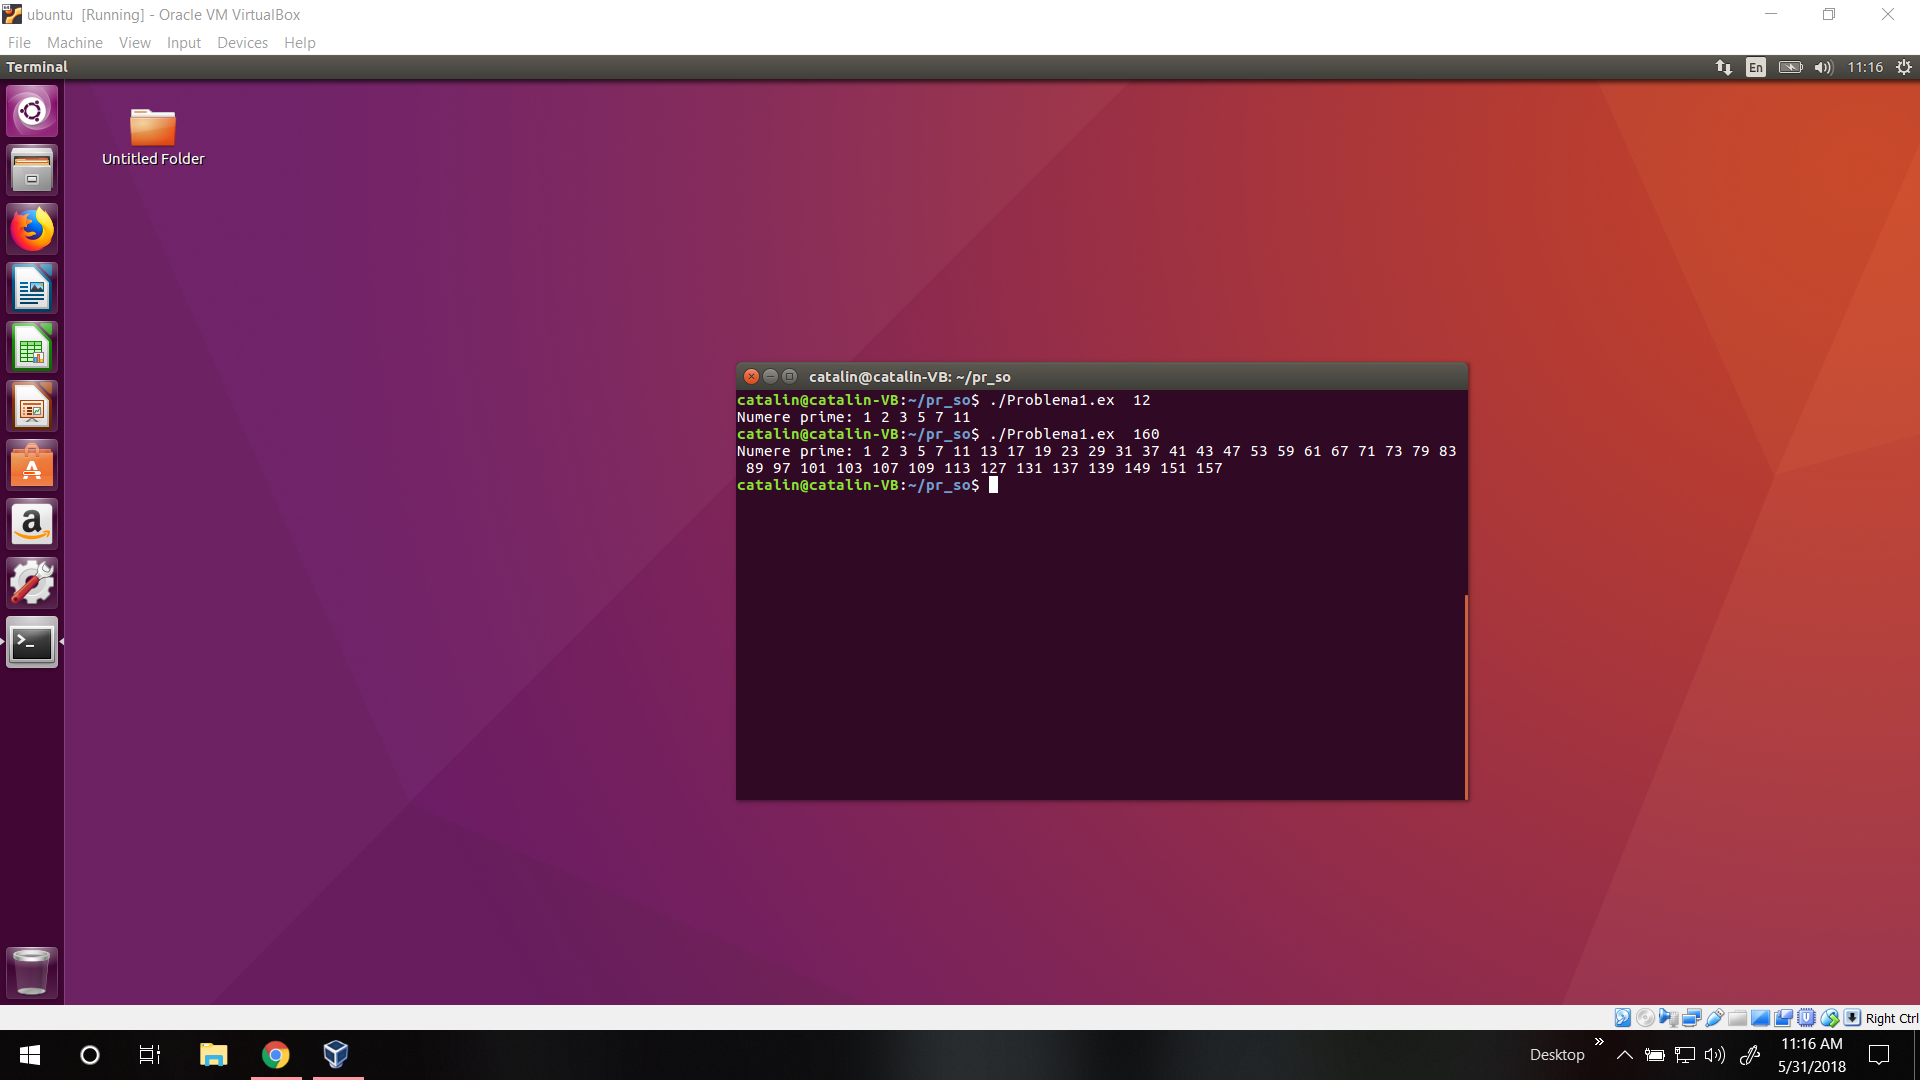 ubuntu [Running] - Oracle VM VirtualBox
File Machine View Input Devices Help
Terminal
En
11:16
Untitled Folder
catalin@catalin-VB: ~/pr_so
catalin@catalin-VB:~/pr_so$ ./Problema1.ex  12
Numere prime: 1 2 3 5 7 11
catalin@catalin-VB:~/pr_so$ ./Problema1.ex  160
Numere prime: 1 2 3 5 7 11 13 17 19 23 29 31 37 41 43 47 53 59 61 67 71 73 79 83
 89 97 101 103 107 109 113 127 131 137 139 149 151 157
catalin@catalin-VB:~/pr_so$
Right Ctrl
Desktop
11:16 AM
5/31/2018